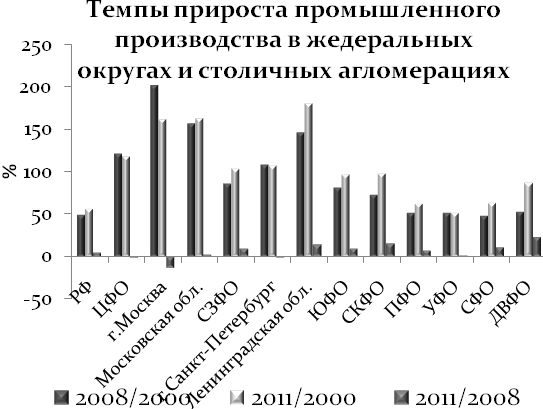 Темпы прироста промышленного
производства в жедеральных
округах и столичных агломерациях
250
200
150
100
50
0
-50
%
РФ
ЦФО
г.Москва
Московская обл.
СЗФО
г.Санкт-Петербург
Ленинградская обл.
ЮФО
СКФО
ПФО
УФО
СФО
ДВФО
2008/2000
2011/2000
2011/2008